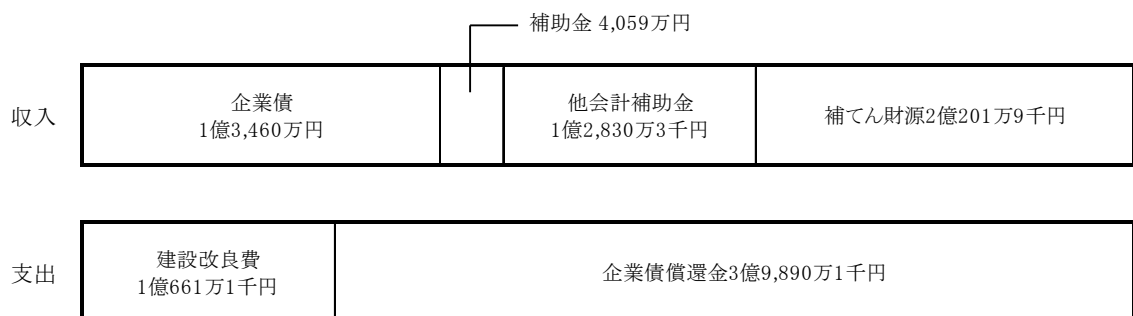 補助金 4,059万円
収入
企業債
1億3,460万円
他会計補助金
1億2,830万3千円
補てん財源2億201万9千円
支出
建設改良費
1億661万1千円
企業債償還金3億9,890万1千円